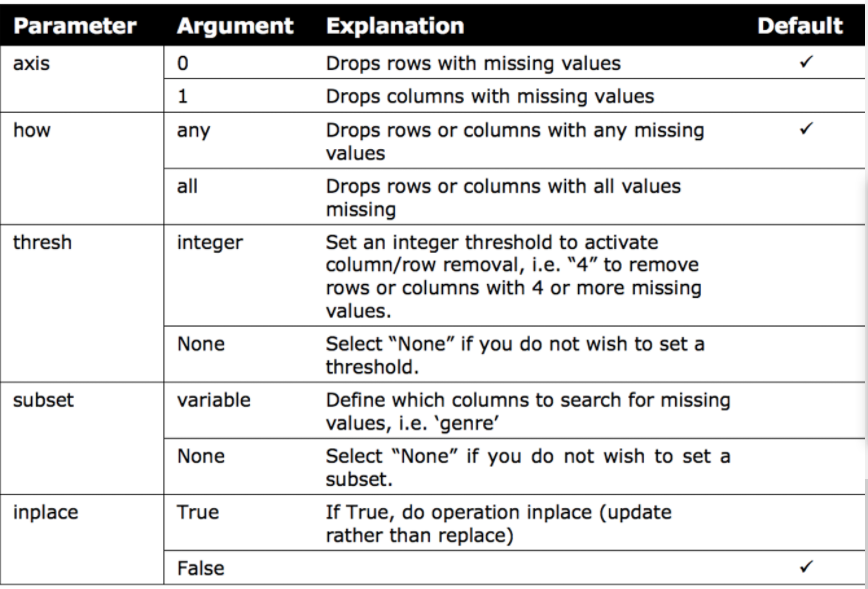 Parameter Argument Explanation Default
axis 0 Drops rows with missing values ✓
1 Drops columns with missing values
how any Drops rows or columns with any missing ✓
values
all Drops rows or columns with all values
missing
thresh integer Set an integer threshold to activate
column/row removal, i.e. “4” to remove
rows or columns with 4 or more missing
values.
None Select “None” if you do not wish to set a
threshold.
subset variable Define which columns to search for missing
values, i.e. ‘genre’
None Select “None” if you do not wish to set a
subset.
inplace True If True, do operation inplace (update
rather than replace)
False ✓